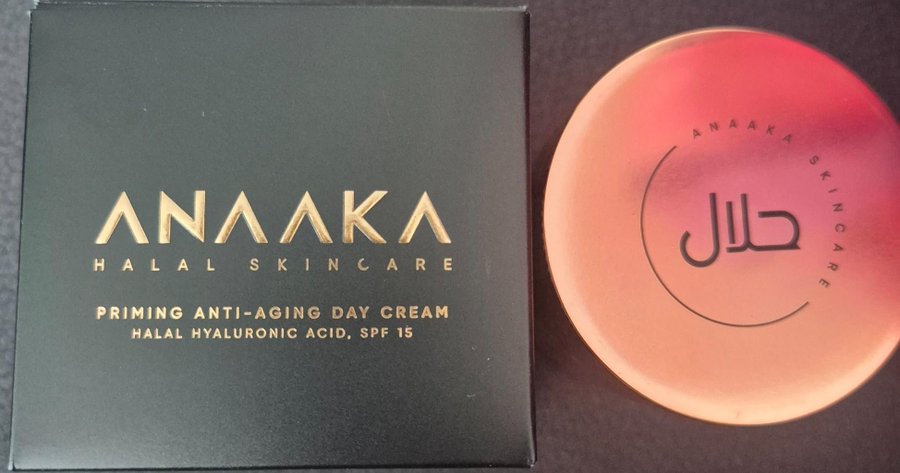 ANAAKA
HALAL SKINCARE
PRIMING ANTI-AGING DAY CREAM
HALAL HYALURONIC ACID, SPF 15
ANAAKA SKINCARE
حلال